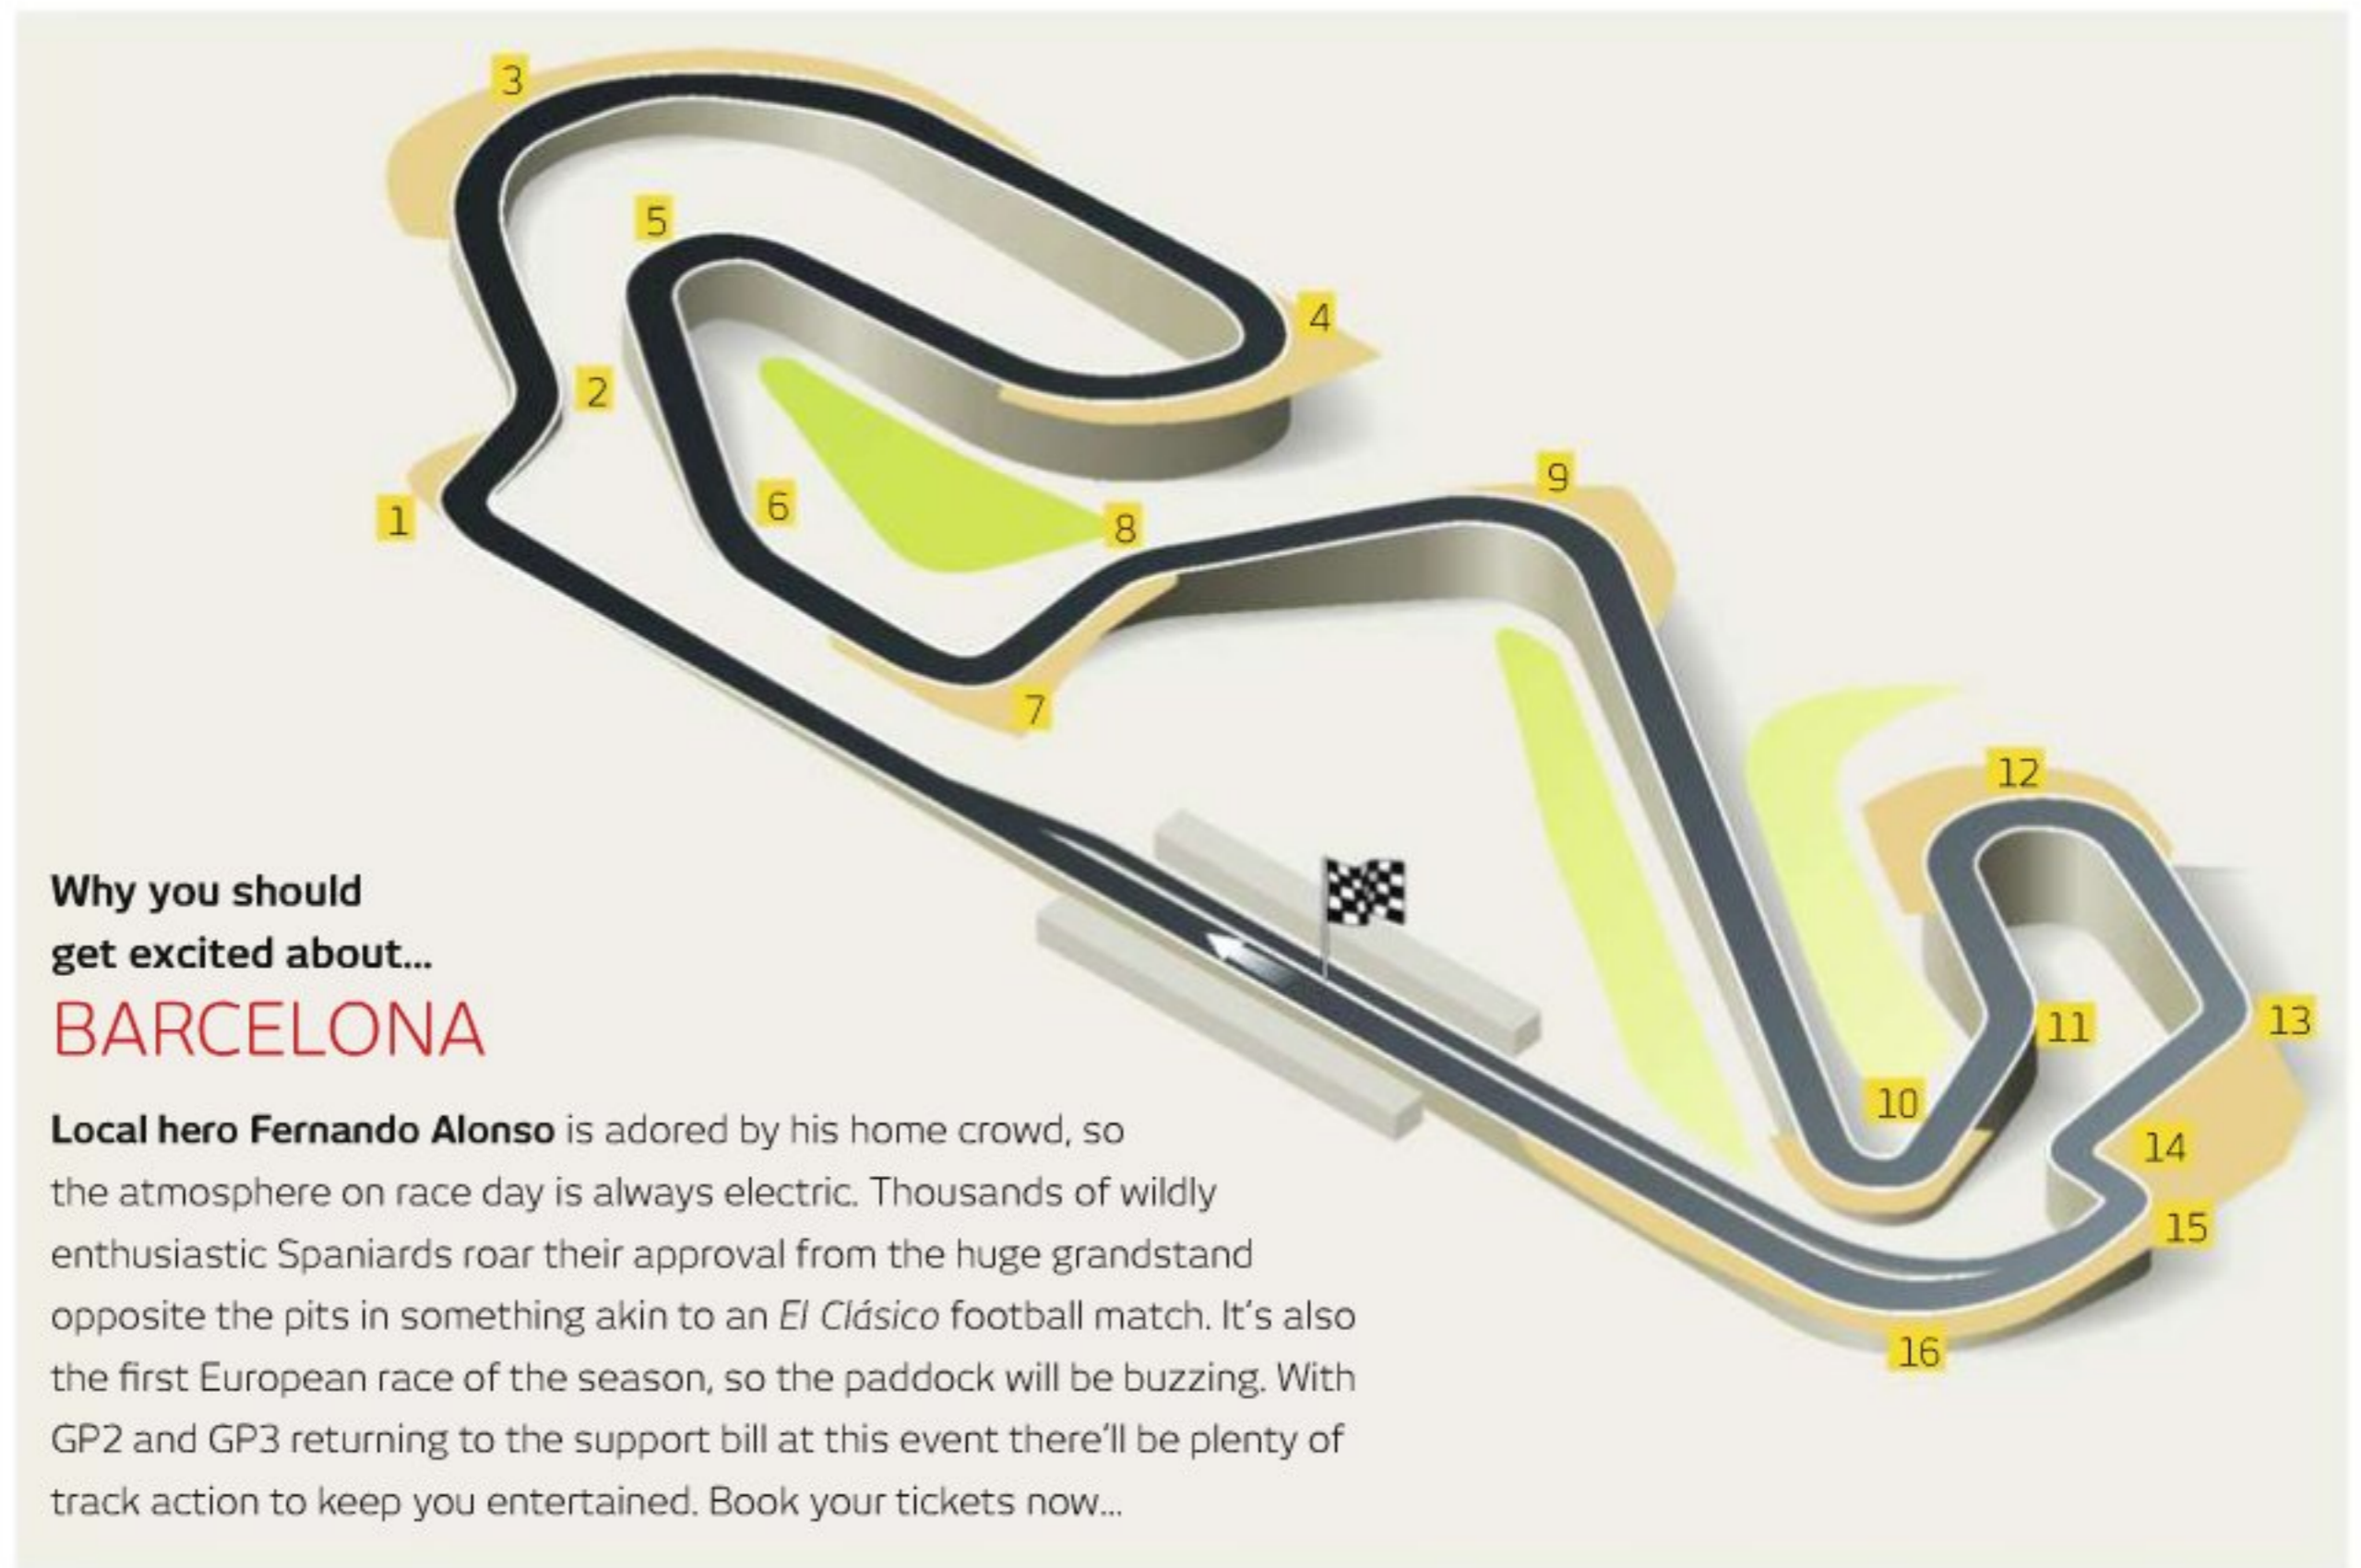 3
5
4
2
9
1
6
8
7
12
Why you should
get excited about...
BARCELONA
11
13
10
14
15
16
Local hero Fernando Alonso is adored by his home crowd, so
the atmosphere on race day is always electric. Thousands of wildly
enthusiastic Spaniards roar their approval from the huge grandstand
opposite the pits in something akin to an El Clásico football match. It's also
the first European race of the season, so the paddock will be buzzing. With
GP2 and GP3 returning to the support bill at this event there'll be plenty of
track action to keep you entertained. Book your tickets now...